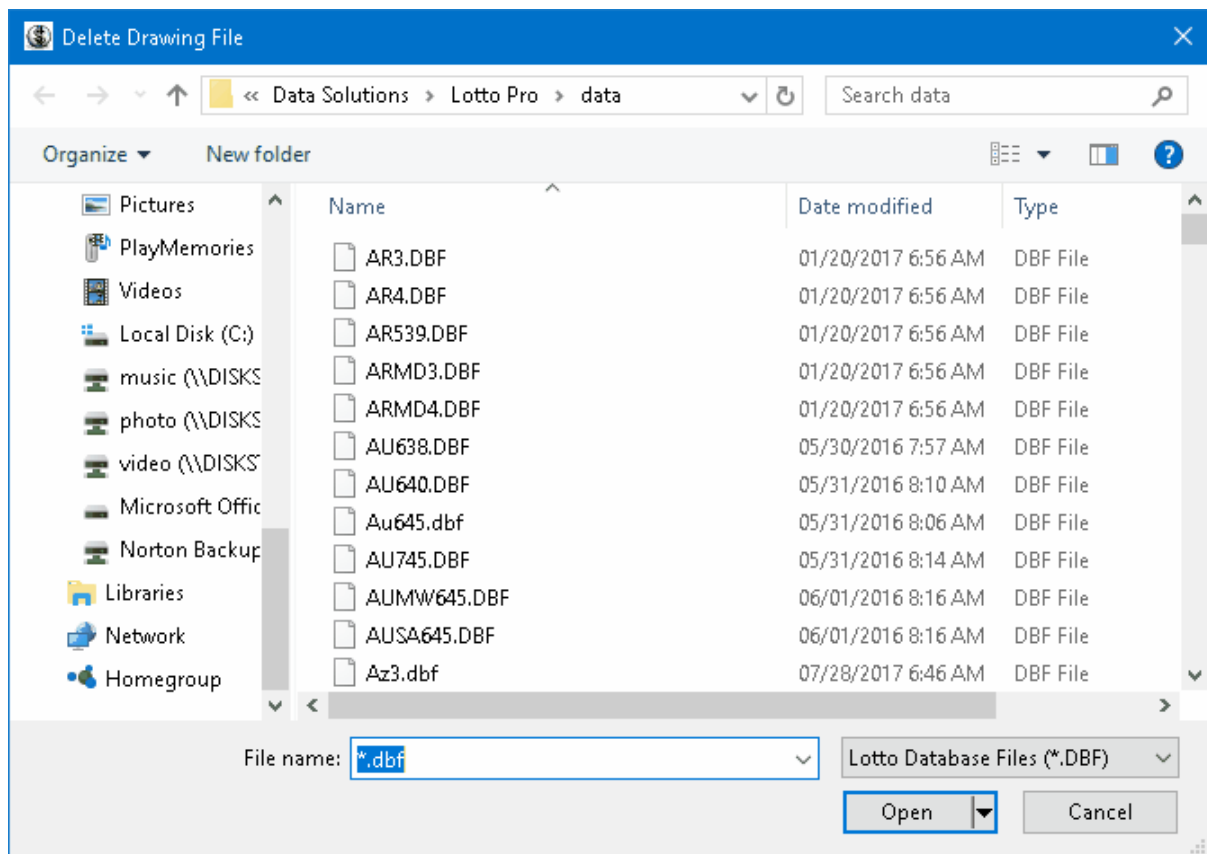 Delete Drawing File
« Data Solutions > Lotto Pro > data
Search data
Organize
New folder
Name Date modified Type
Pictures
PlayMemories
Videos
Local Disk (C:)
music (\\DISKS
photo (\\DISKS
video (\\DISKS
Microsoft Offic
Norton Backup
Libraries
Network
Homegroup
AR3.DBF 01/20/2017 6:56 AM DBF File
AR4.DBF 01/20/2017 6:56 AM DBF File
AR539.DBF 01/20/2017 6:56 AM DBF File
ARMD3.DBF 01/20/2017 6:56 AM DBF File
ARMD4.DBF 01/20/2017 6:56 AM DBF File
AU638.DBF 05/30/2016 7:57 AM DBF File
AU640.DBF 05/31/2016 8:10 AM DBF File
Au645.dbf 05/31/2016 8:06 AM DBF File
AU745.DBF 05/31/2016 8:14 AM DBF File
AUMW645.DBF 06/01/2016 8:16 AM DBF File
AUSA645.DBF 06/01/2016 8:16 AM DBF File
Az3.dbf 07/28/2017 6:46 AM DBF File
File name: *.dbf
Lotto Database Files (*.DBF)
Open
Cancel